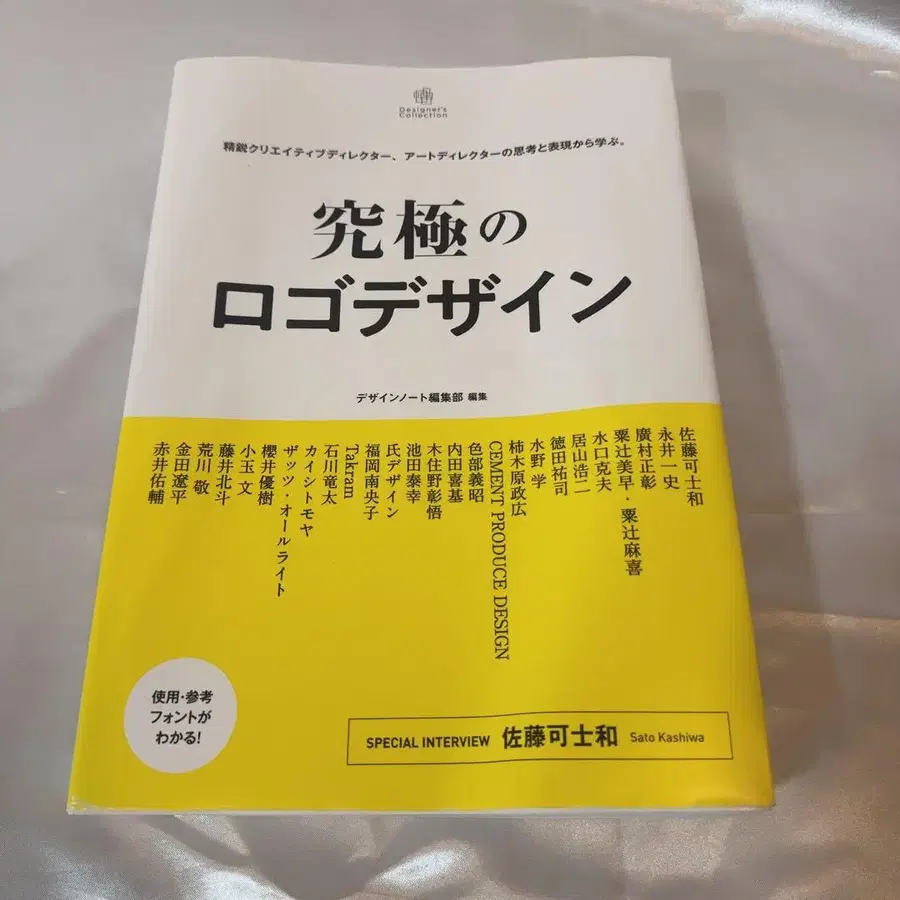 Designer's
Collection
精鋭クリエイティブディレクター、アートディレクターの思考と表現から学ぶ。
究極の
ロゴデザイン
デザインノート編集部 編集
佐藤可士和
永井一史
廣村正彰
粟辻美早・粟辻麻喜
水口克夫
居山浩二
徳田祐司
水野 学
柿木原政広
CEMENT PRODUCE DESIGN
色部義昭
内田喜基
木住野彰悟
池田泰幸
氏デザイン
福岡南央子
Takram
石川竜太
カイシトモヤ
ザッツ・オールライト
櫻井優樹
小玉 文
藤井北斗
荒川 敬
金田遼平
赤井佑輔
使用・参考
フォントが
わかる!
SPECIAL INTERVIEW 佐藤可士和 Sato Kashiwa